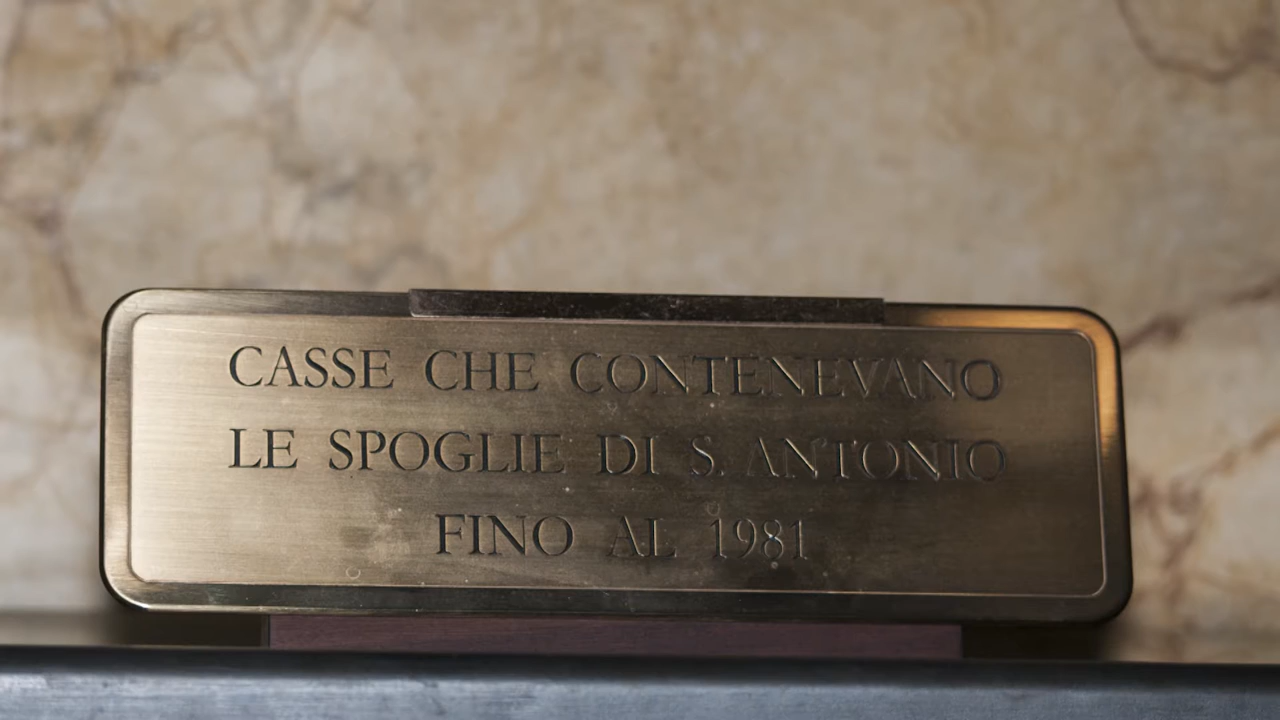 CASSE CHE CONTENEVANO
LE SPOGLIE DI S. ANTONIO
FINO AL 1981